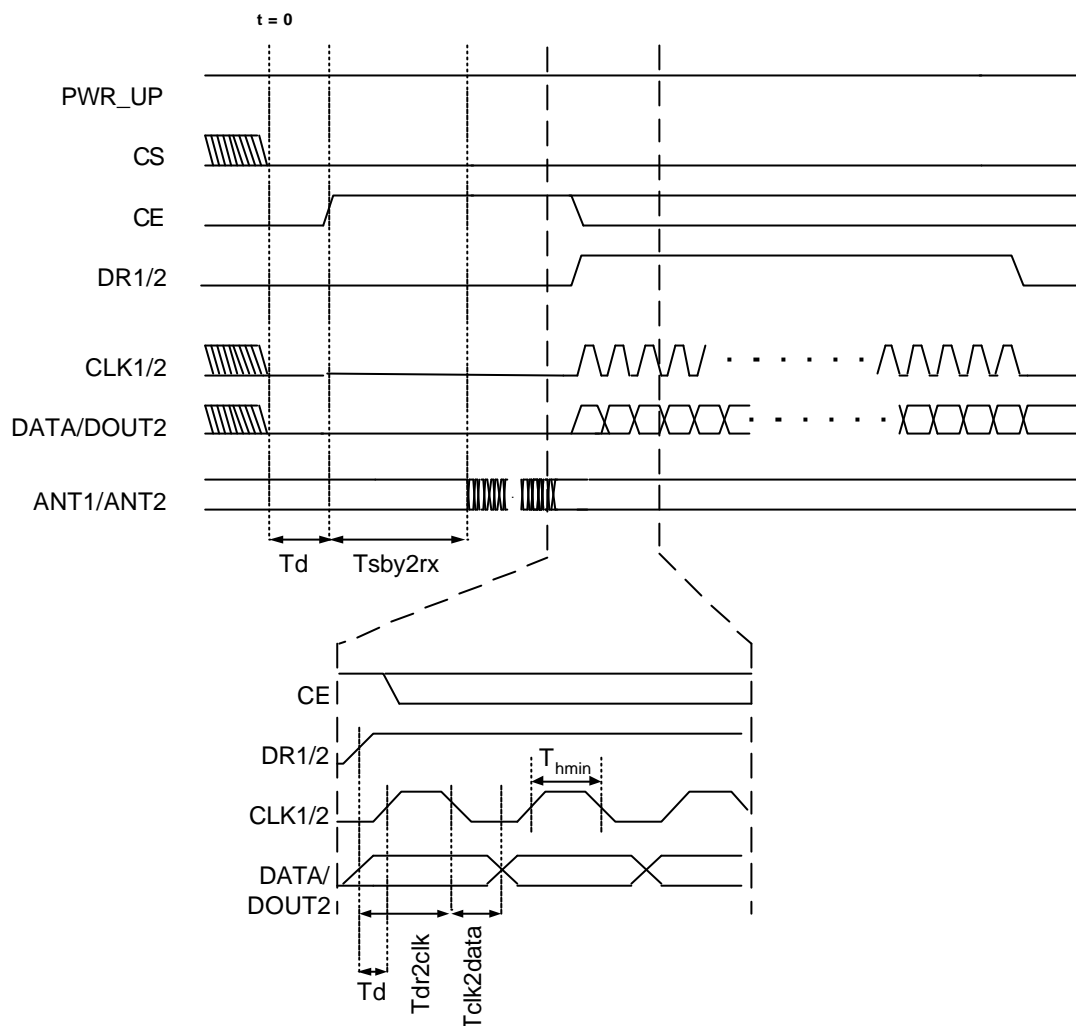 t = 0
PWR_UP
CS
CE
DR1/2
CLK1/2
DATA/DOUT2
ANT1/ANT2
Td
Tsby2rx
CE
DR1/2
Thmin
CLK1/2
DATA/
DOUT2
Td
Tdr2clk
Tclk2data